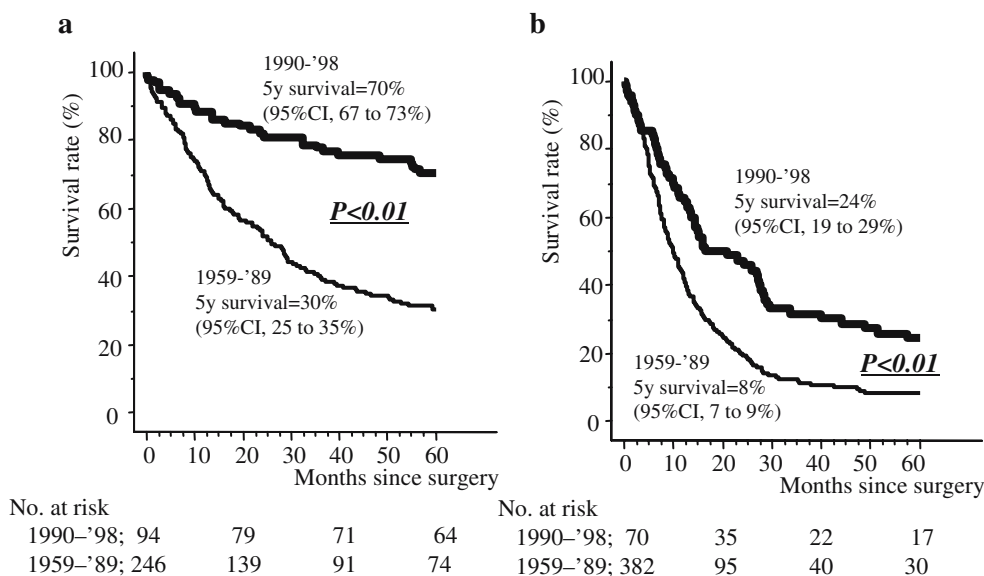 a
Survival rate (%)
100
80
60
40
20
0
1990-'98
5y survival=70%
(95%CI, 67 to 73%)
P<0.01
1959-'89
5y survival=30%
(95%CI, 25 to 35%)
0 10 20 30 40 50 60
Months since surgery
No. at risk
1990–'98; 94 79 71 64
1959–'89; 246 139 91 74
b
Survival rate (%)
100
80
60
40
20
0
1990-'98
5y survival=24%
(95%CI, 19 to 29%)
P<0.01
1959-'89
5y survival=8%
(95%CI, 7 to 9%)
0 10 20 30 40 50 60
Months since surgery
No. at risk
1990–'98; 70 35 22 17
1959–'89; 382 95 40 30